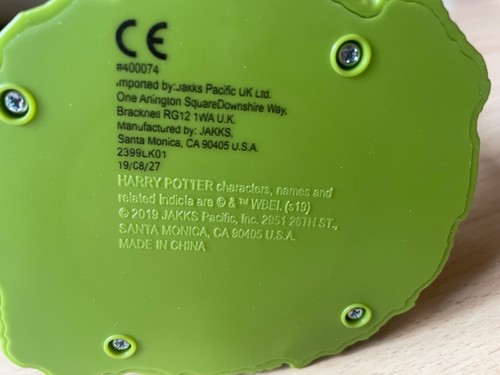 CE
#400074
Imported by:Jakks Pacific UK Ltd.
One Arlington SquareDownshire Way,
Bracknell RG12 1WA U.K.
Manufactured by: JAKKS,
Santa Monica, CA 90405 U.S.A.
2399LK01
19/08/27
HARRY POTTER characters, names and
related indicia are © & ™ WBEI. (s19)
© 2019 JAKKS Pacific, Inc. 2951 28TH ST.,
SANTA MONICA, CA 90405 U.S.A.
MADE IN CHINA